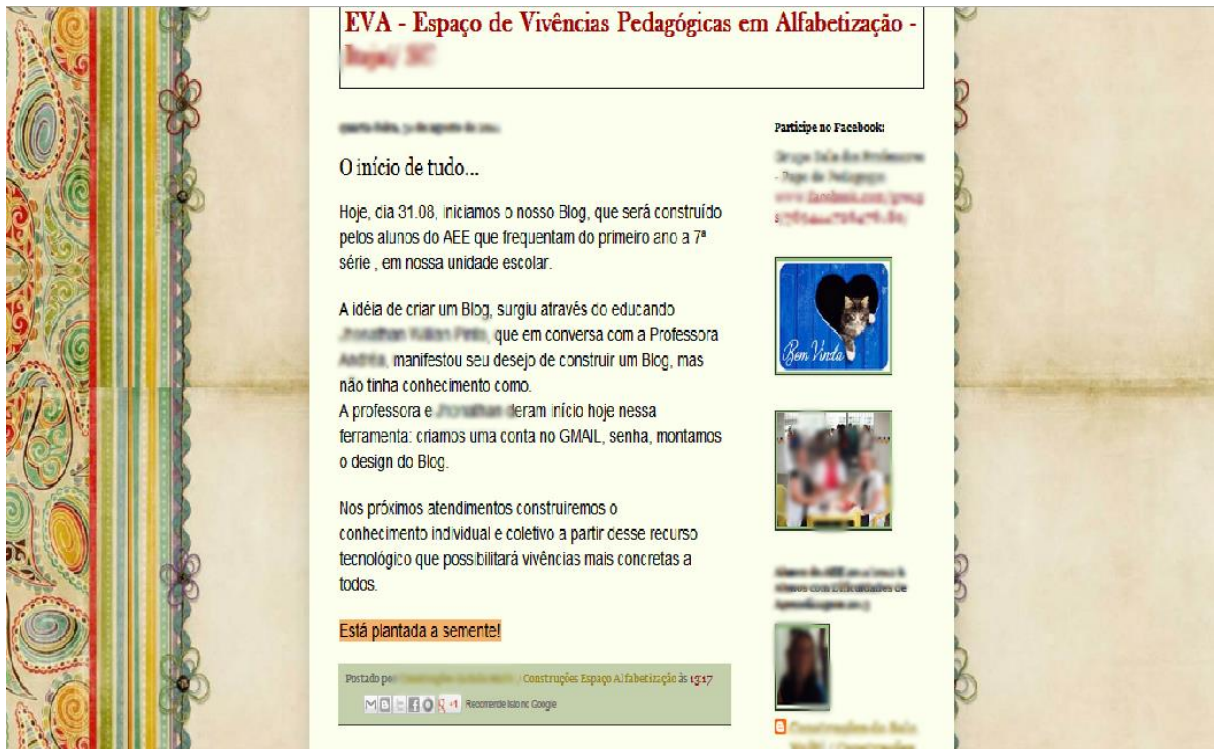 EVA - Espaço de Vivências Pedagógicas em Alfabetização -
O início de tudo...
Hoje, dia 31.08, iniciamos o nosso Blog, que será construído
pelos alunos do AEE que frequentam do primeiro ano a 7ª
série , em nossa unidade escolar.
A idéia de criar um Blog, surgiu através do educando
, que em conversa com a Professora
, manifestou seu desejo de construir um Blog, mas
não tinha conhecimento como.
A professora e deram início hoje nessa
ferramenta: criamos uma conta no GMAIL, senha, montamos
o design do Blog.
Nos próximos atendimentos construiremos o
conhecimento individual e coletivo a partir desse recurso
tecnológico que possibilitará vivências mais concretas a
todos.
Está plantada a semente!
Postado por Construções Espaço Alfabetização às 13:17
+1 Recomende isto no Google
Participe no Facebook:
Bem Vinda